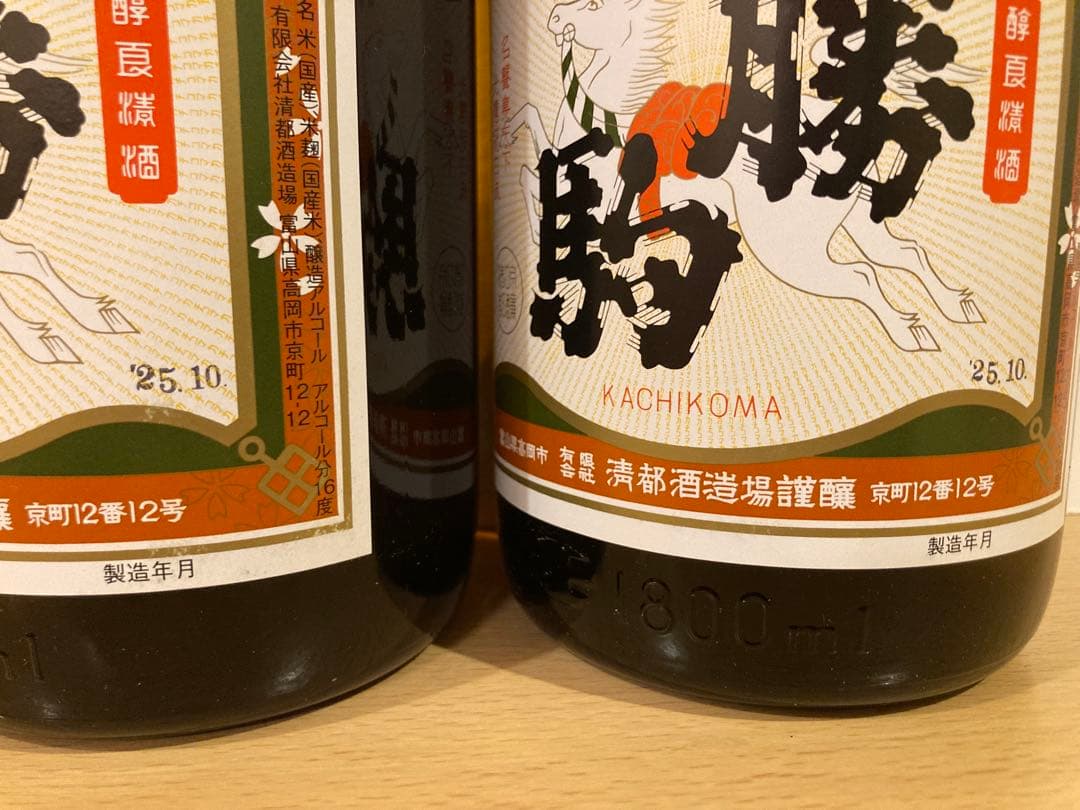 醇良清酒
名 米(国産)、米麹(国産米)、醸造アルコール アルコール分16度
有限会社清都酒造場 富山県高岡市京町12-12
'25.10.
醸 京町12番12号
製造年月
ml
勝駒
醇良清酒
'25.10.
KACHIKOMA
富山県高岡市 有限会社 清都酒造場謹醸 京町12番12号
製造年月
1800ml